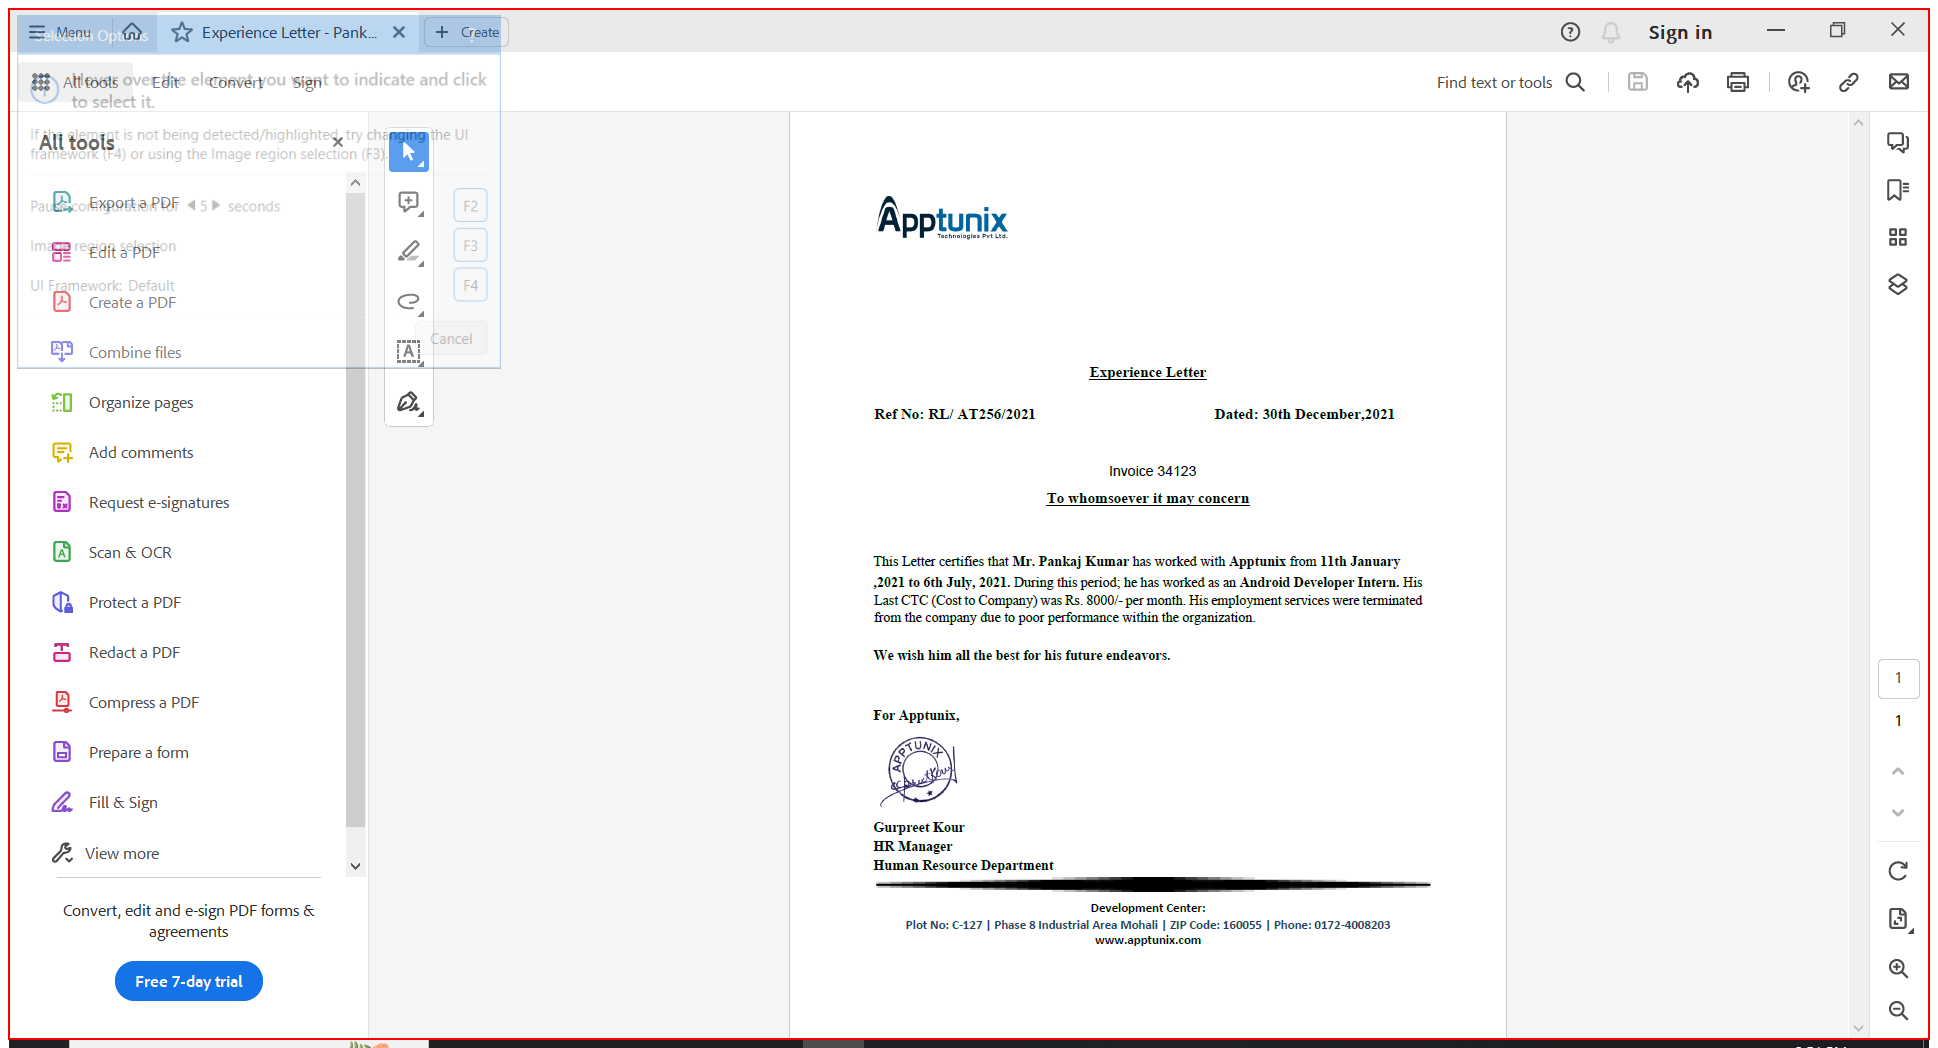 Menu
Selection Options
Experience Letter - Pank...
Create
Sign in
All tools
Edit
Convert
Sign
Hover over the element you want to indicate and click
to select it.
Find text or tools
If the element is not being detected/highlighted, try changing the UI
framework (F4) or using the Image region selection (F3).
All tools
Export a PDF
Pause configuration for 5 seconds
F2
Image region selection
F3
Edit a PDF
UI Framework: Default
F4
Create a PDF
Cancel
Combine files
Organize pages
Add comments
Request e-signatures
Scan & OCR
Protect a PDF
Redact a PDF
Compress a PDF
Prepare a form
Fill & Sign
View more
Convert, edit and e-sign PDF forms &
agreements
Free 7-day trial
Apptunix
Technologies Pvt Ltd.
Experience Letter
Ref No: RL/ AT256/2021 Dated: 30th December,2021
Invoice 34123
To whomsoever it may concern
This Letter certifies that Mr. Pankaj Kumar has worked with Apptunix from 11th January
,2021 to 6th July, 2021. During this period; he has worked as an Android Developer Intern. His
Last CTC (Cost to Company) was Rs. 8000/- per month. His employment services were terminated
from the company due to poor performance within the organization.
We wish him all the best for his future endeavors.
For Apptunix,
APPTUNIX
Gurpreet Kour
HR Manager
Human Resource Department
Development Center:
Plot No: C-127 | Phase 8 Industrial Area Mohali | ZIP Code: 160055 | Phone: 0172-4008203
www.apptunix.com
1
1